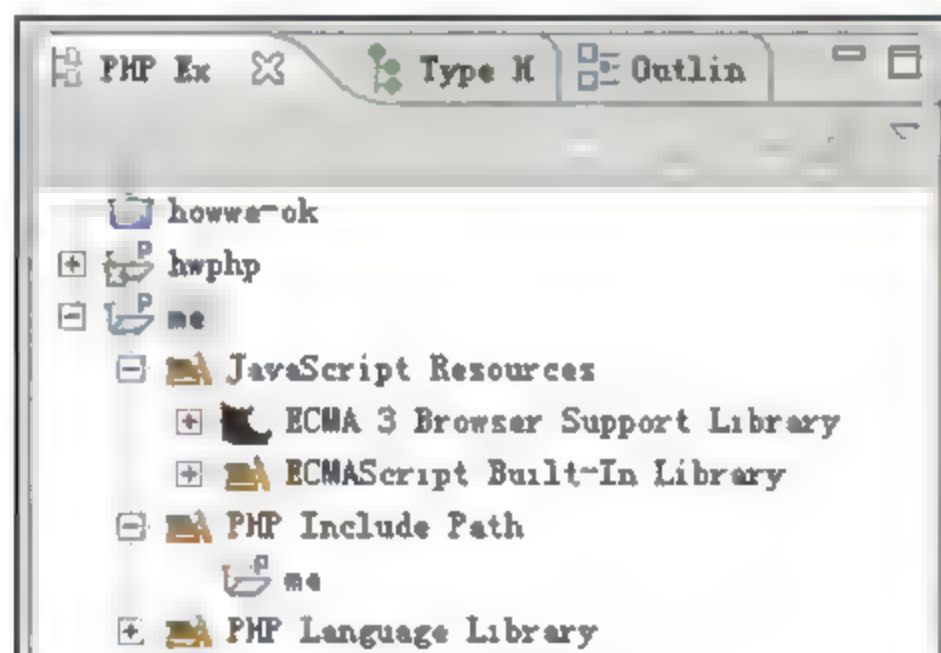 PHP Ex Type H Outlin
howwe-ok
hwphp
me
JavaScript Resources
ECMA 3 Browser Support Library
ECMAScript Built-In Library
PHP Include Path
me
PHP Language Library